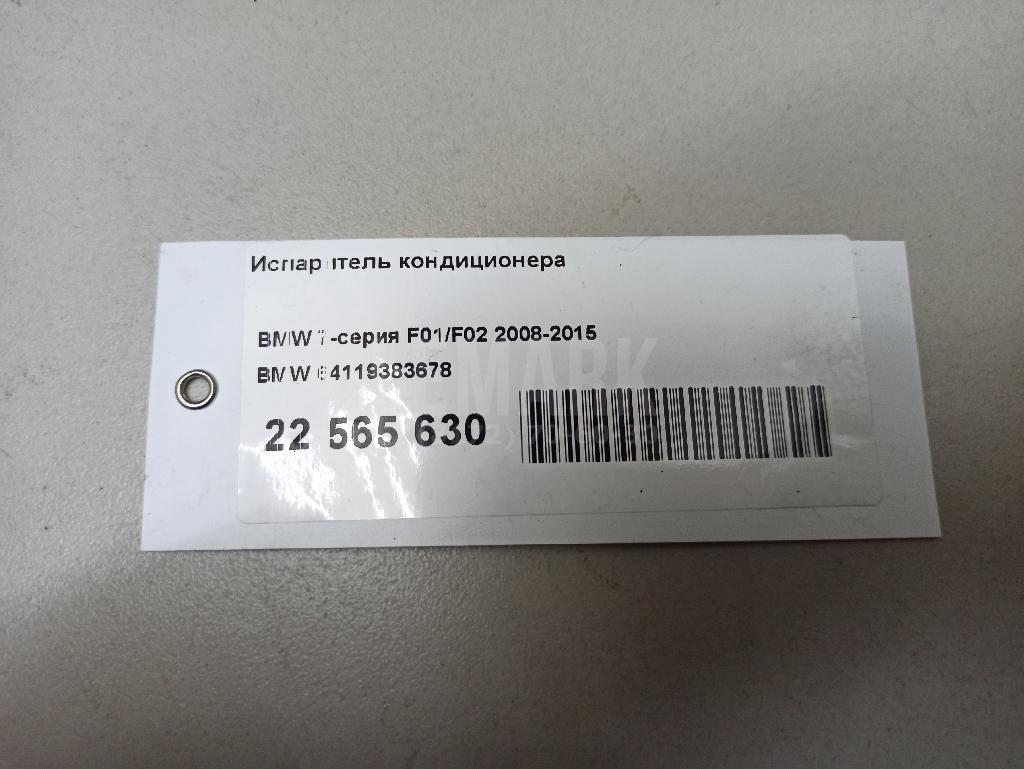 Испаритель кондиционера
BMW 7-серия F01/F02 2008-2015
BMW 64119383678
22 565 630